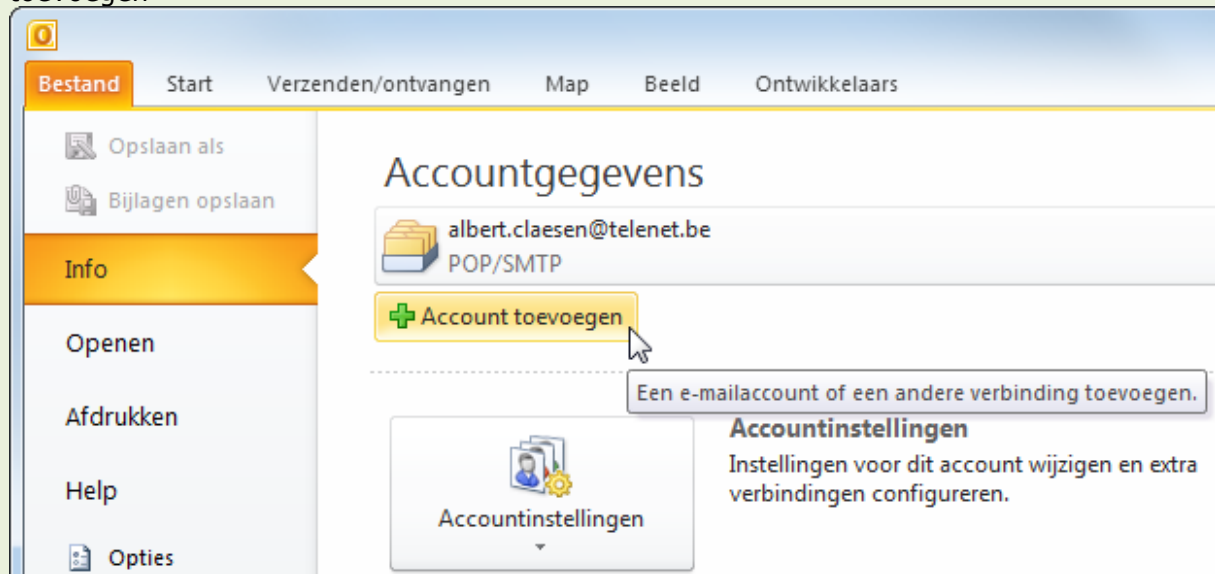 toevoegen
Bestand Start Verzenden/ontvangen Map Beeld Ontwikkelaars
Opslaan als
Bijlagen opslaan
Info
Openen
Afdrukken
Help
Opties
Accountgegevens
albert.claesen@telenet.be
POP/SMTP
Account toevoegen
Een e-mailaccount of een andere verbinding toevoegen.
Accountinstellingen
Accountinstellingen
Instellingen voor dit account wijzigen en extra
verbindingen configureren.